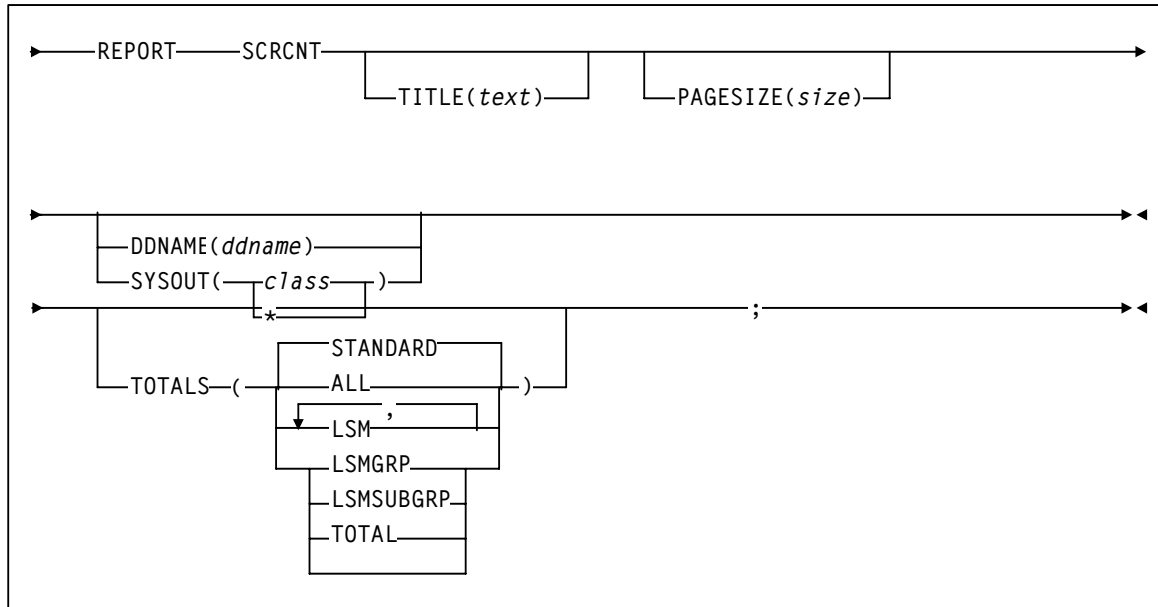 REPORT SCRCNT
TITLE(text) PAGESIZE(size)
DDNAME(ddname)
SYSOUT( class )
*
;
STANDARD
TOTALS ( ALL )
,
LSM
LSMGRP
LSMSUBGRP
TOTAL